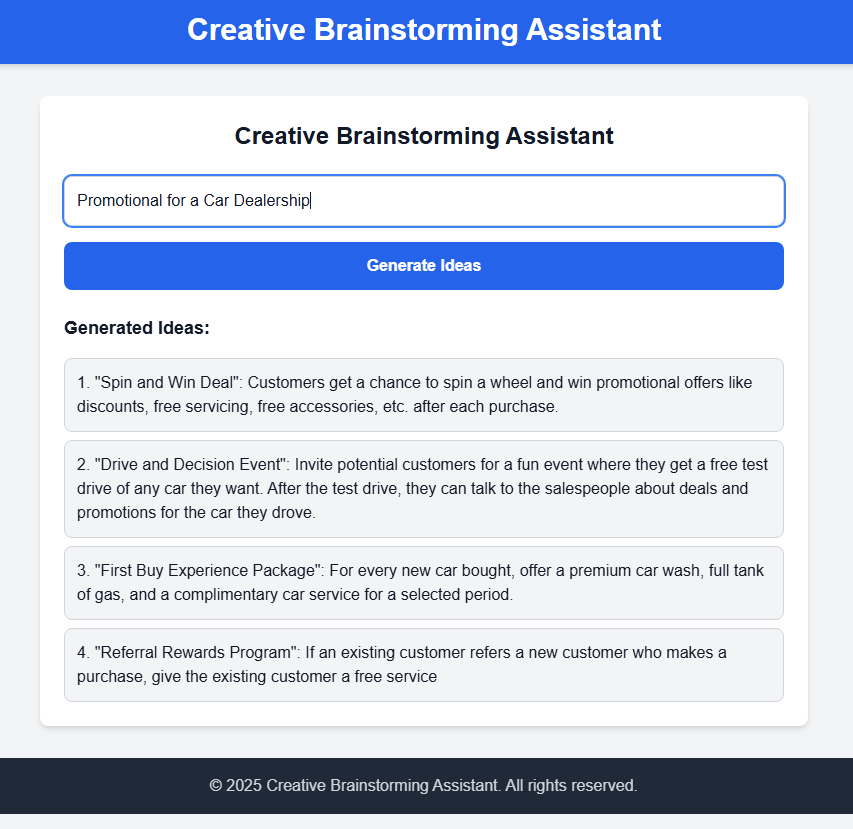 Creative Brainstorming Assistant
Creative Brainstorming Assistant
Promotional for a Car Dealership
Generate Ideas
Generated Ideas:
1. "Spin and Win Deal": Customers get a chance to spin a wheel and win promotional offers like
discounts, free servicing, free accessories, etc. after each purchase.
2. "Drive and Decision Event": Invite potential customers for a fun event where they get a free test
drive of any car they want. After the test drive, they can talk to the salespeople about deals and
promotions for the car they drove.
3. "First Buy Experience Package": For every new car bought, offer a premium car wash, full tank
of gas, and a complimentary car service for a selected period.
4. "Referral Rewards Program": If an existing customer refers a new customer who makes a
purchase, give the existing customer a free service
© 2025 Creative Brainstorming Assistant. All rights reserved.